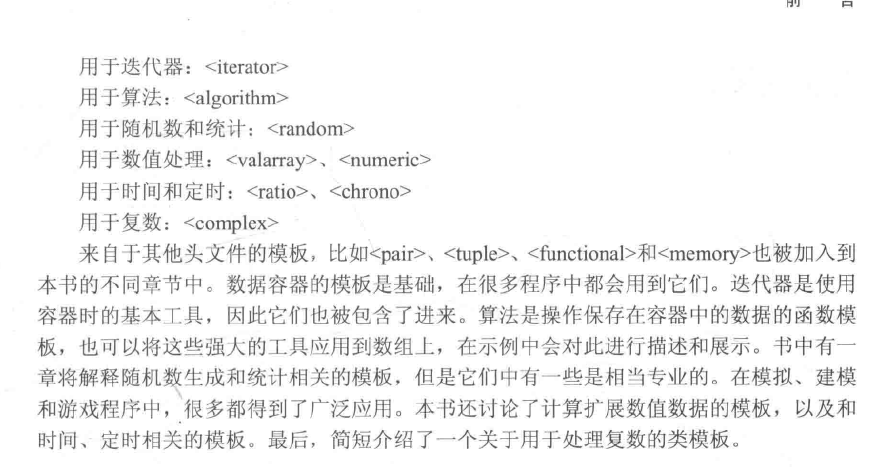 前 言
用于迭代器：<iterator>
用于算法：<algorithm>
用于随机数和统计：<random>
用于数值处理：<valarray>、<numeric>
用于时间和定时：<ratio>、<chrono>
用于复数：<complex>
来自于其他头文件的模板，比如<pair>、<tuple>、<functional>和<memory>也被加入到
本书的不同章节中。数据容器的模板是基础，在很多程序中都会用到它们。迭代器是使用
容器时的基本工具，因此它们也被包含了进来。算法是操作保存在容器中的数据的函数模
板，也可以将这些强大的工具应用到数组上，在示例中会对此进行描述和展示。书中有一
章将解释随机数生成和统计相关的模板，但是它们中有一些是相当专业的。在模拟、建模
和游戏程序中，很多都得到了广泛应用。本书还讨论了计算扩展数值数据的模板，以及和
时间、定时相关的模板。最后，简短介绍了一个关于用于处理复数的类模板。